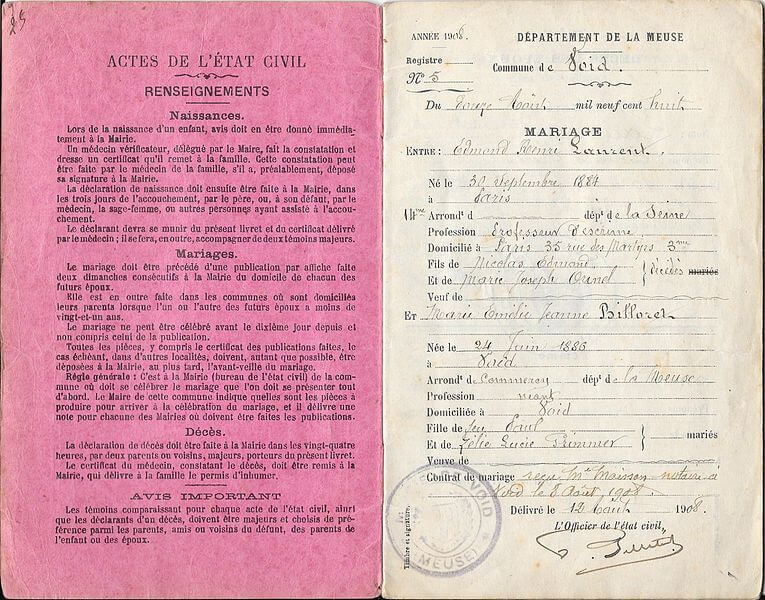 25
ACTES DE L'ÉTAT CIVIL
RENSEIGNEMENTS
Naissances.
Lors de la naissance d'un enfant, avis doit en être donné immédia-
tement à la Mairie.
Un médecin vérificateur, délégué par le Maire, fait la constatation et
dresse un certificat qu'il remet à la famille. Cette constatation peut
être faite par le médecin de la famille, s'il a, préalablement, déposé
sa signature à la Mairie.
La déclaration de naissance doit ensuite être faite à la Mairie, dans
les trois jours de l'accouchement, par le père, ou, à son défaut, par le
médecin, la sage-femme, ou autres personnes ayant assisté à l'accou-
chement.
Le déclarant devra se munir du présent livret et du certificat délivré
par le médecin; il se fera, en outre, accompagner de deux témoins majeurs.
Mariages.
Le mariage doit être précédé d'une publication par affiche faite
deux dimanches consécutifs à la Mairie du domicile de chacun des
futurs époux.
Elle est en outre faite dans les communes où sont domiciliés
leurs parents lorsque l'un ou l'autre des futurs époux a moins de
vingt-et-un ans.
Le mariage ne peut être célébré avant le dixième jour depuis et
non compris celui de la publication.
Toutes les pièces, y compris le certificat des publications faites, le
cas échéant, dans d'autres localités, doivent, autant que possible, être
déposées à la Mairie, au plus tard, l'avant-veille du mariage.
Règle générale : C'est à la Mairie (bureau de l'état civil) de la com-
mune où doit se célébrer le mariage que l'on doit se présenter tout
d'abord. Le Maire de cette commune indique quelles sont les pièces à
produire pour arriver à la célébration du mariage, et il délivre une
note pour chacune des Mairies où doivent être faites les publications.
Décès.
La déclaration de décès doit être faite à la Mairie dans les vingt-quatre
heures, par deux parents ou voisins, majeurs, porteurs du présent livret.
Le certificat du médecin, constatant le décès, doit être remis à la
Mairie, qui délivre à la famille le permis d'inhumer.
AVIS IMPORTANT
Les témoins comparaissant pour chaque acte de l'état civil, ainsi
que les déclarants d'un décès, doivent être majeurs et choisis de pré-
férence parmi les parents, amis ou voisins du défunt, des parents de
l'enfant ou des époux.
ANNÉE 1908. DÉPARTEMENT DE LA MEUSE
Registre
N° 5 Commune de Void.
Du douze Août mil neuf cent huit
MARIAGE
ENTRE: Edmond Henri Laurent.
Né le 30 Septembre 1884
à Paris
Arrond^t d dép^t de la Seine
Profession Professeur d'escrime
Domicilié à Paris 35 rue des Martyrs
Fils de Nicolas Edmond
Et de Marie Joseph décédés mariés
Veuf de
ET Marie Emélie Jeanne Billoret
Née le 24 Juin 1886
à Void
Arrond^t de Commercy dép^t de la Meuse
Profession néant
Domiciliée à Void
Fille de feu Paul
Et de Lucie mariés
Veuve de
Contrat de mariage reçu M^e Maison notaire à
Void le 8 Août 1908.
Délivré le 12 Août 1908.
L'Officier de l'état civil,
Timbre et signature.
VOID
(MEUSE)